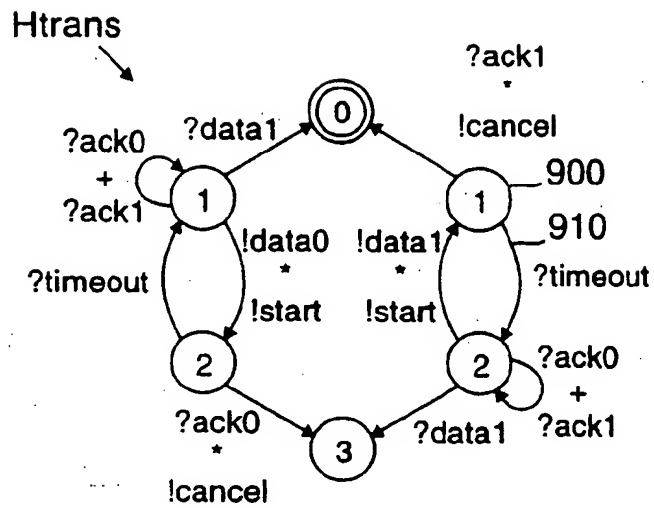 Htrans
?ack1
*
!cancel
0
?data1
?ack0
+
?ack1
1
1
900
910
!data0
*
!start
!data1
*
!start
?timeout
?timeout
2
2
?ack0
+
?ack1
?ack0
*
!cancel
3
?data1